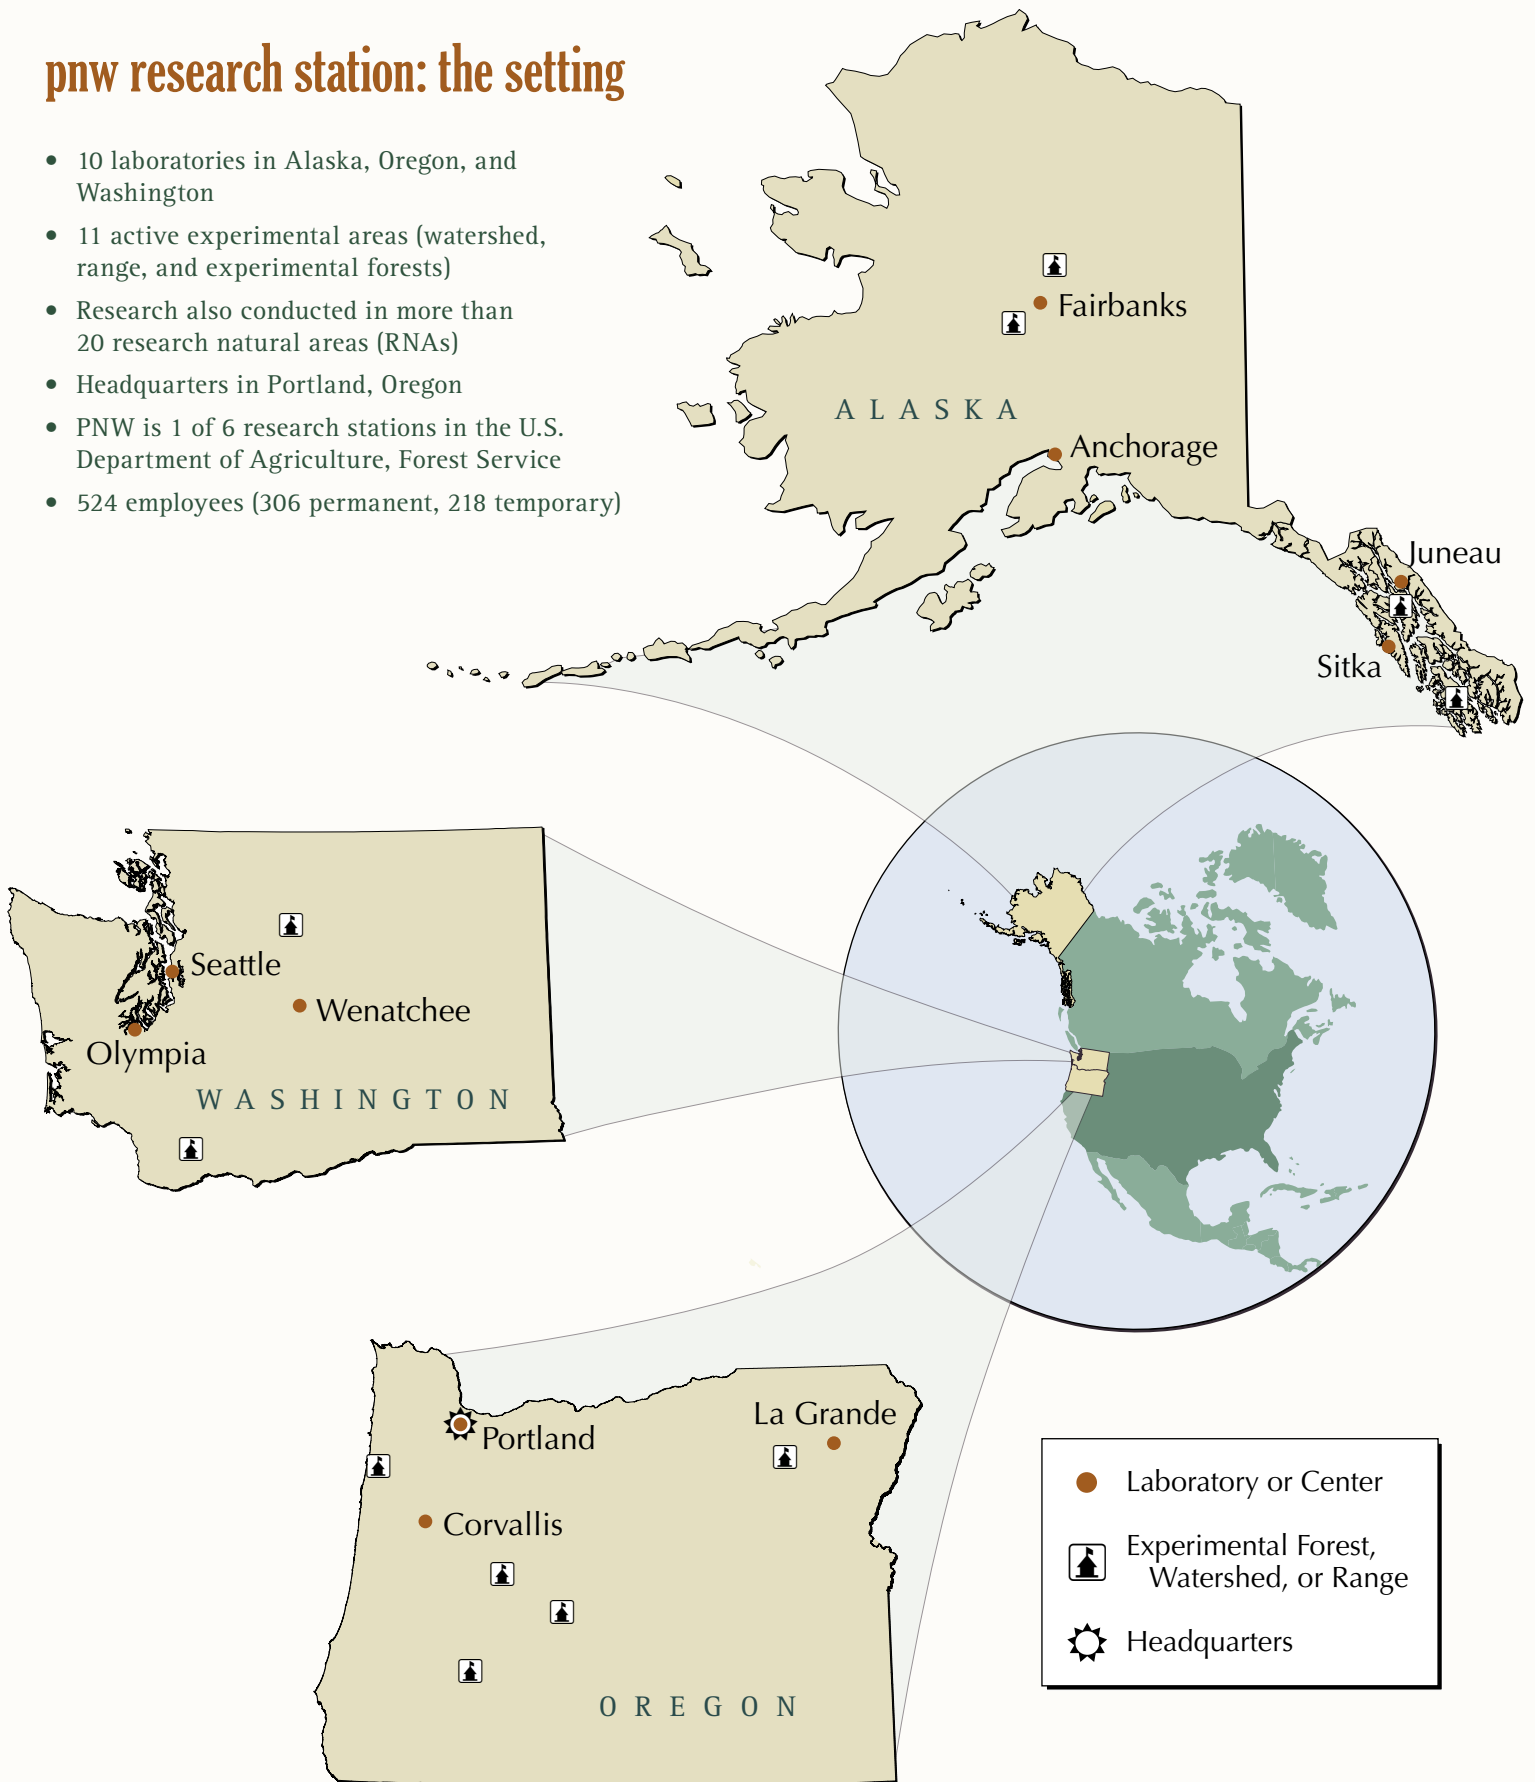 pnw research station: the setting
• 10 laboratories in Alaska, Oregon, and
Washington
• 11 active experimental areas (watershed,
range, and experimental forests)
• Research also conducted in more than
20 research natural areas (RNAs)
• Headquarters in Portland, Oregon
• PNW is 1 of 6 research stations in the U.S.
Department of Agriculture, Forest Service
• 524 employees (306 permanent, 218 temporary)
Fairbanks
ALASKA
Anchorage
Juneau
Sitka
Seattle
Wenatchee
Olympia
WASHINGTON
La Grande
Portland
Corvallis
OREGON
Laboratory or Center
Experimental Forest,
Watershed, or Range
Headquarters